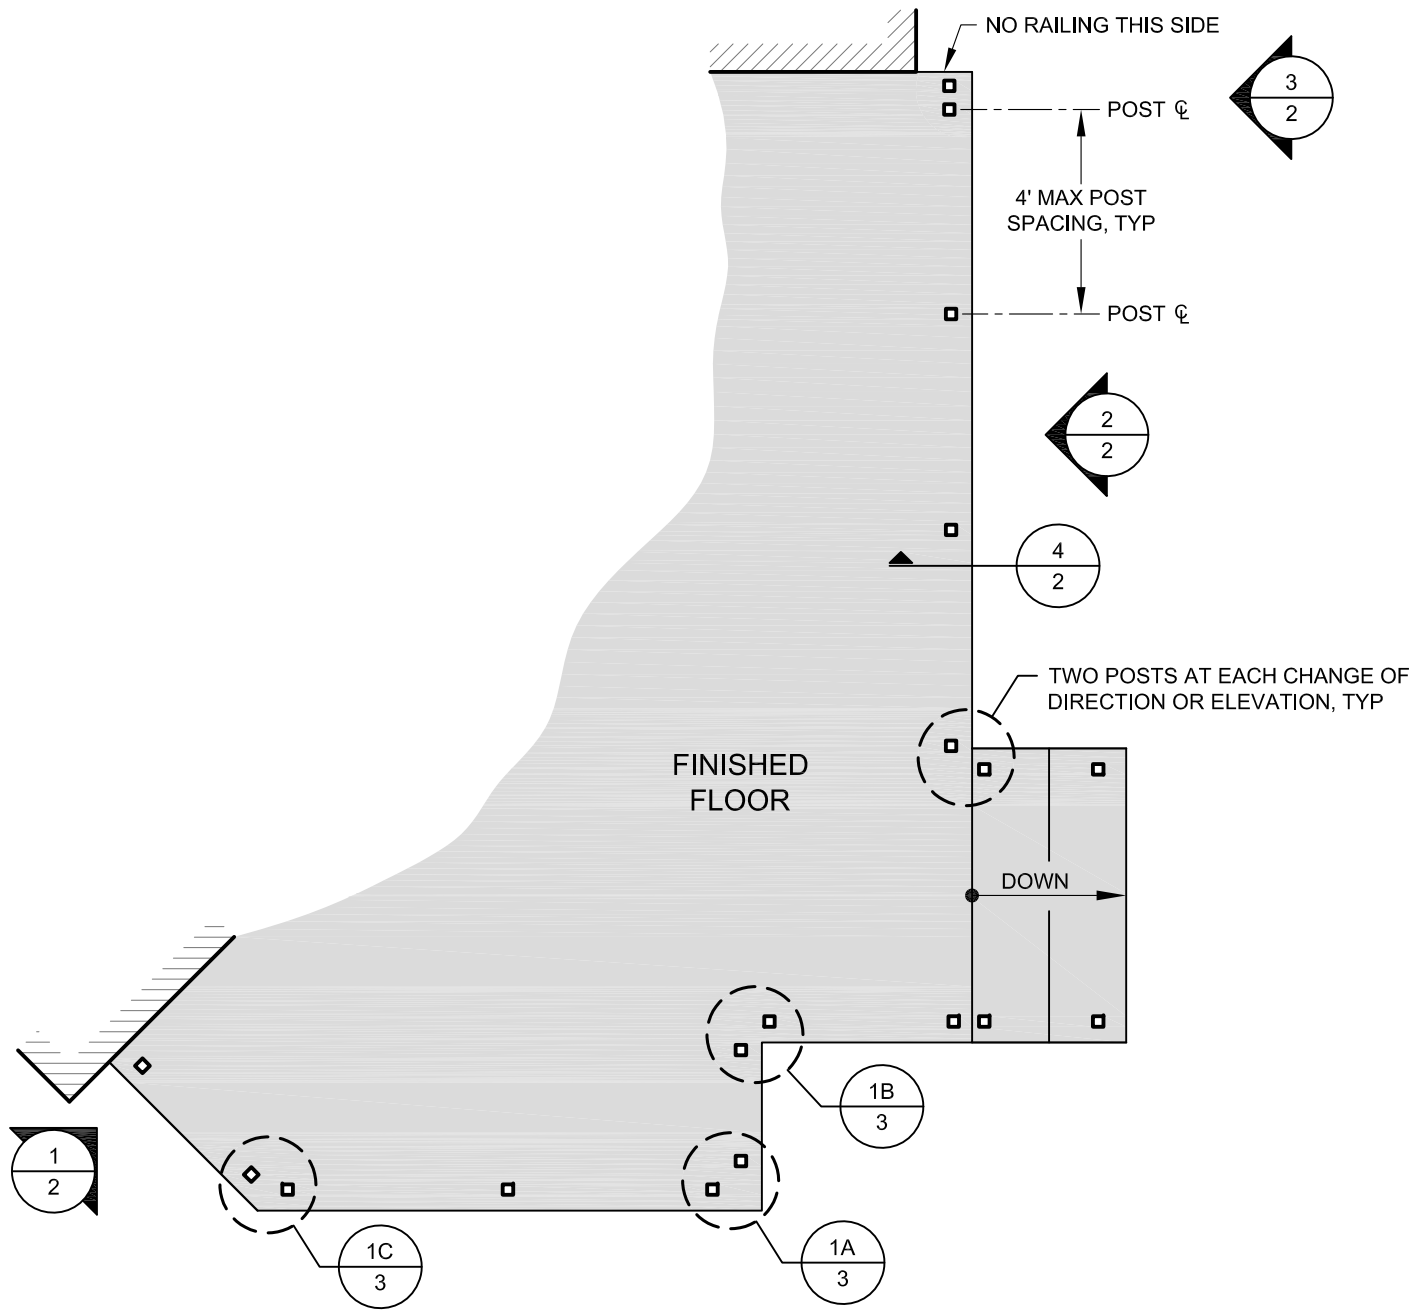 NO RAILING THIS SIDE
3
2
POST ℄
4' MAX POST
SPACING, TYP
POST ℄
2
2
4
2
TWO POSTS AT EACH CHANGE OF
DIRECTION OR ELEVATION, TYP
FINISHED
FLOOR
DOWN
1B
3
1
2
1C
3
1A
3